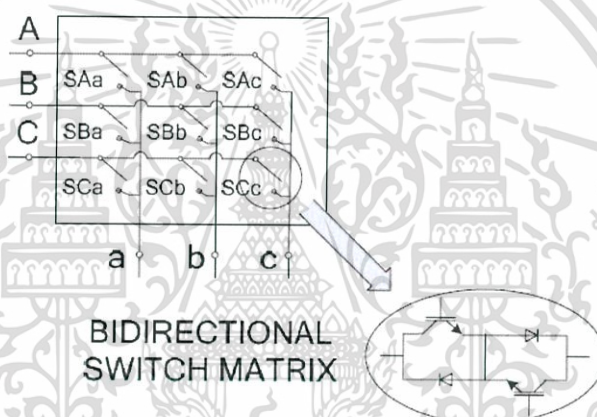 A
SAa SAb SAc
B
SBa SBb SBc
C
SCa SCb SCc
a b c
BIDIRECTIONAL
SWITCH MATRIX